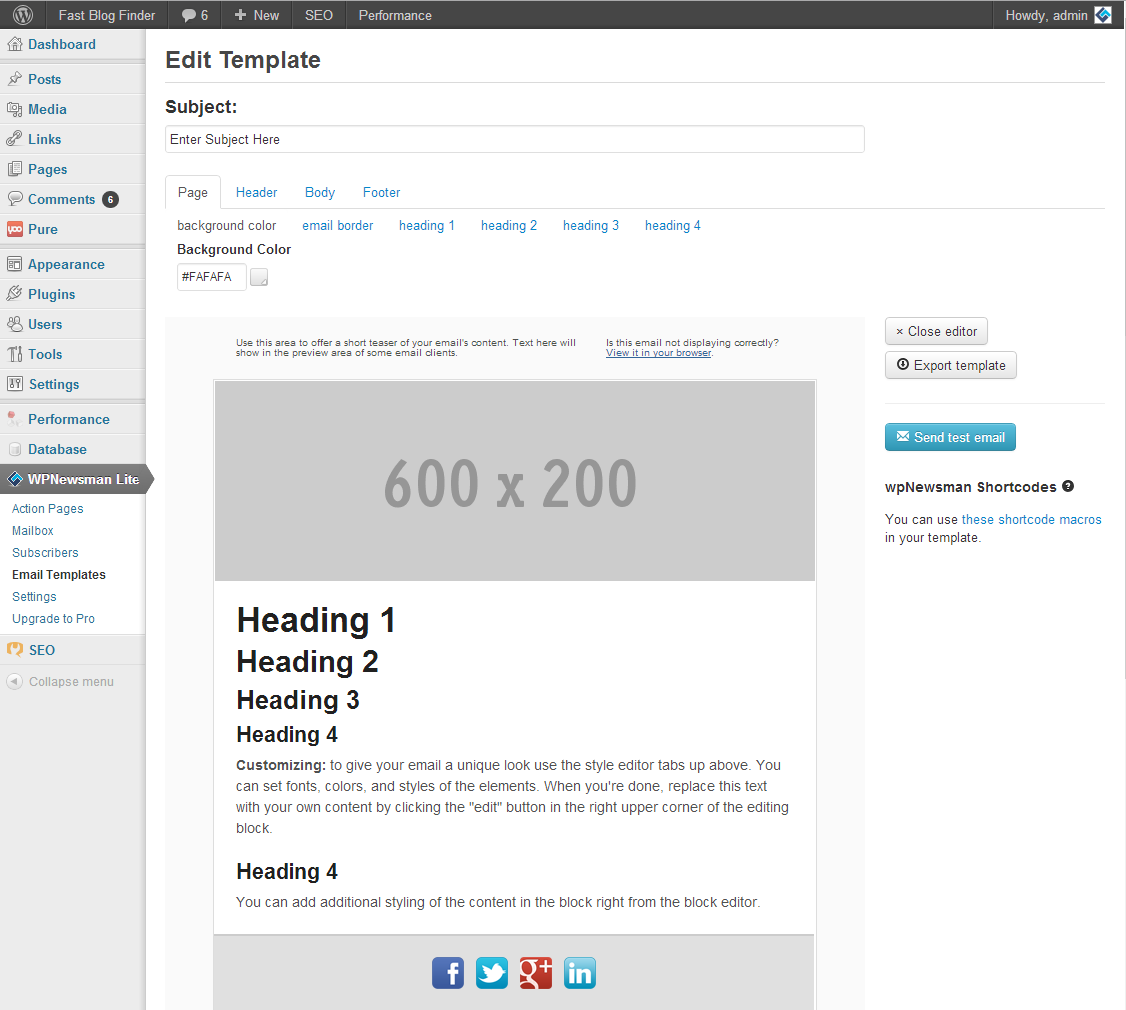 Fast Blog Finder 6 New SEO Performance Howdy, admin
Dashboard
Posts
Media
Links
Pages
Comments 6
Pure
Appearance
Plugins
Users
Tools
Settings
Performance
Database
WPNewsman Lite
Action Pages
Mailbox
Subscribers
Email Templates
Settings
Upgrade to Pro
SEO
Collapse menu
Edit Template
Subject:
Enter Subject Here
Page Header Body Footer
background color email border heading 1 heading 2 heading 3 heading 4
Background Color
#FAFAFA
Use this area to offer a short teaser of your email's content. Text here will
show in the preview area of some email clients.
Is this email not displaying correctly?
View it in your browser.
600 x 200
Heading 1
Heading 2
Heading 3
Heading 4
Customizing: to give your email a unique look use the style editor tabs up above. You
can set fonts, colors, and styles of the elements. When you're done, replace this text
with your own content by clicking the "edit" button in the right upper corner of the editing
block.
Heading 4
You can add additional styling of the content in the block right from the block editor.
f g+ in
× Close editor
Export template
Send test email
wpNewsman Shortcodes ?
You can use these shortcode macros
in your template.